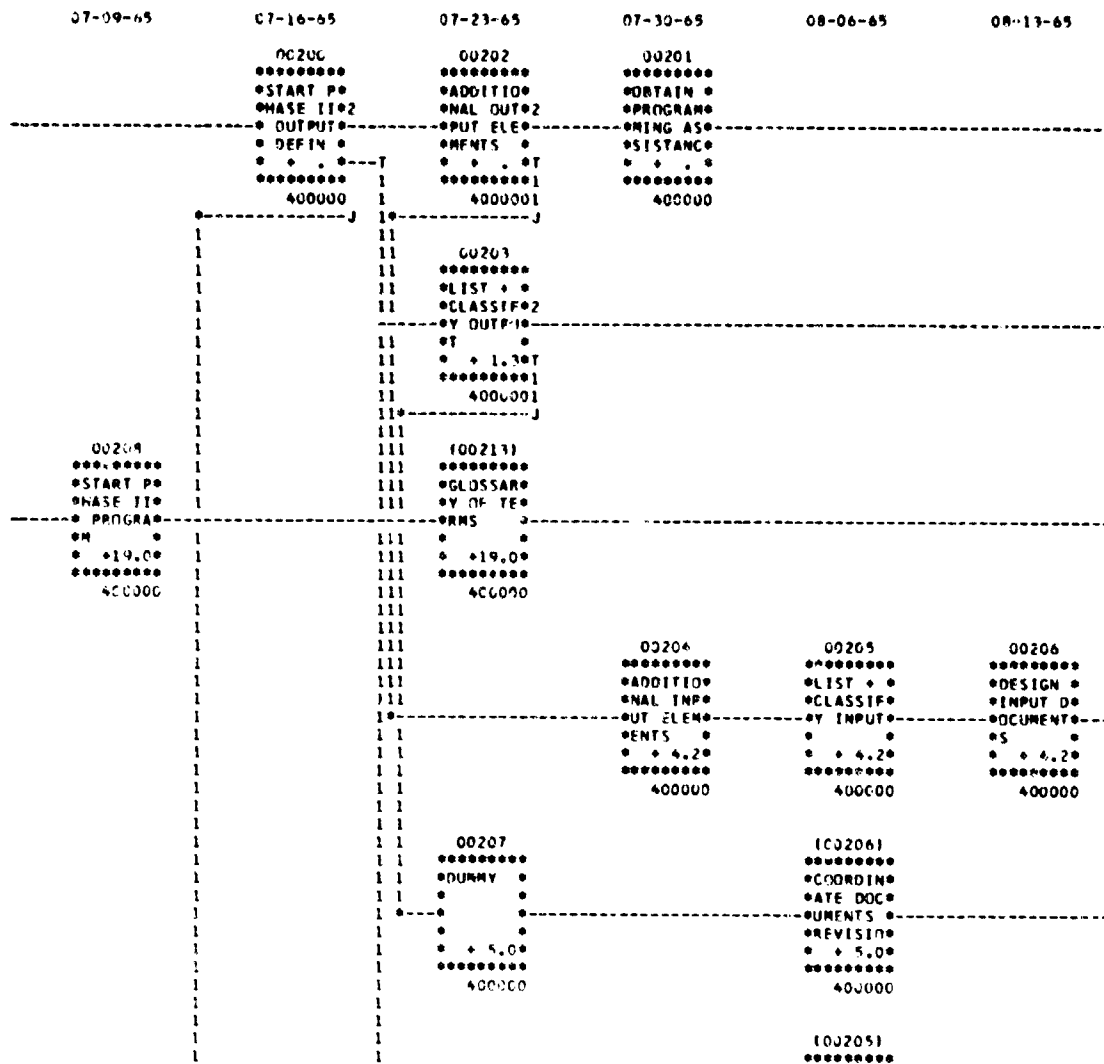 07-09-65 07-16-65 07-23-65 07-30-65 08-06-65 08-13-65
00200 00202 00201
*START P* *ADDITIO* *OBTAIN *
*HASE II*2 *NAL OUT*2 *PROGRAM*
* OUTPUT* *PUT ELE* *MING AS*
* DEFIN * *MENTS * *SISTANC*
* + . *---T * + . *T * + . *
400000 4000001 400000
00203
*LIST + *
*CLASSIF*2
*Y OUTPU*
*T *
* + 1.3*T
4000001
00209 (00213)
*START P* *GLOSSAR*
*HASE II* *Y OF TE*
* PROGRA* *RMS *
*M *
* +19.0* * +19.0*
400000 400000
00204 00205 00206
*ADDITIO* *LIST + * *DESIGN *
*NAL INP* *CLASSIF* *INPUT D*
*UT ELEM* *Y INPUT* *OCUMENT*
*ENTS * * * *S *
* + 4.2* * + 4.2* * + 4.2*
400000 400000 400000
00207 (00206)
*DUMMY * *COORDIN*
*ATE DOC*
*UMENTS *
*REVISIO*
* + 5.0* * + 5.0*
400000 400000
(00205)